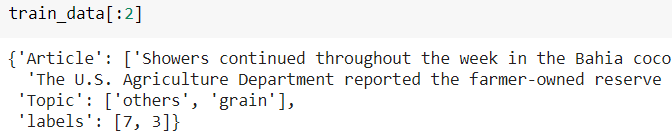 train_data[:2]
{'Article': ['Showers continued throughout the week in the Bahia coco
'The U.S. Agriculture Department reported the farmer-owned reserve
'Topic': ['others', 'grain'],
'labels': [7, 3]}